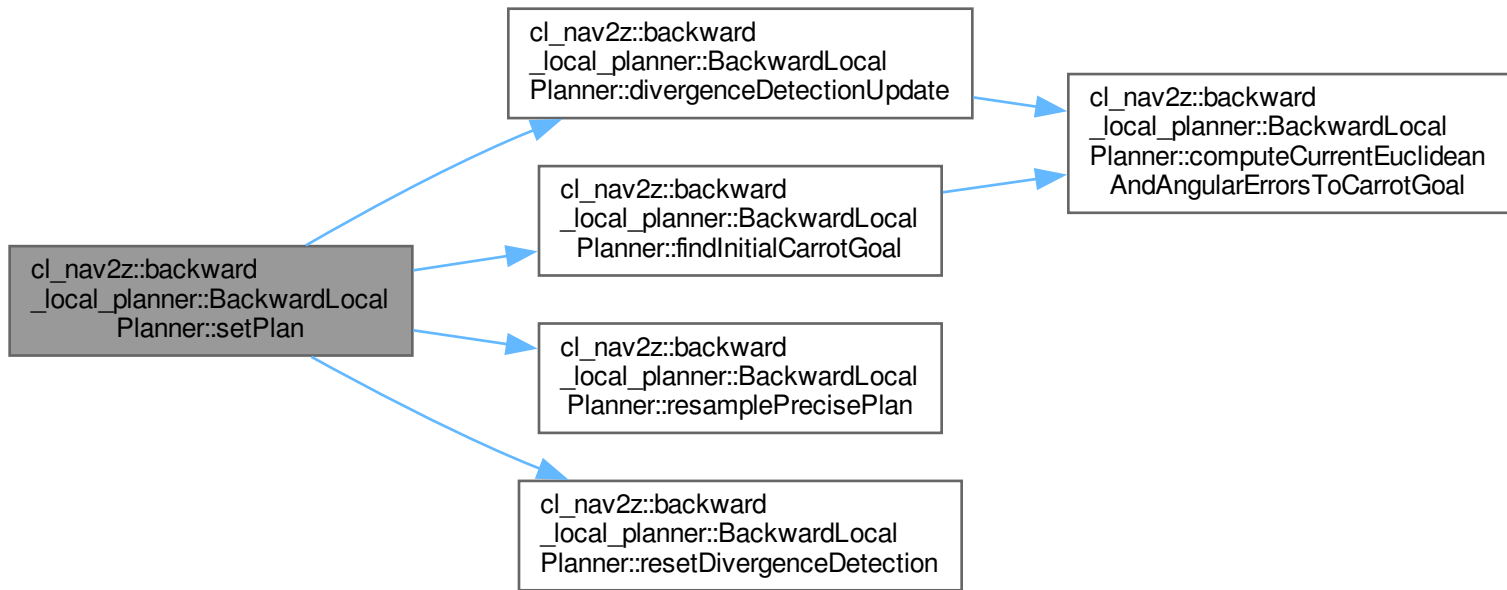 cl_nav2z::backward
_local_planner::BackwardLocal
Planner::setPlan
cl_nav2z::backward
_local_planner::BackwardLocal
Planner::divergenceDetectionUpdate
cl_nav2z::backward
_local_planner::BackwardLocal
Planner::findInitialCarrotGoal
cl_nav2z::backward
_local_planner::BackwardLocal
Planner::resamplePrecisePlan
cl_nav2z::backward
_local_planner::BackwardLocal
Planner::resetDivergenceDetection
cl_nav2z::backward
_local_planner::BackwardLocal
Planner::computeCurrentEuclidean
AndAngularErrorsToCarrotGoal